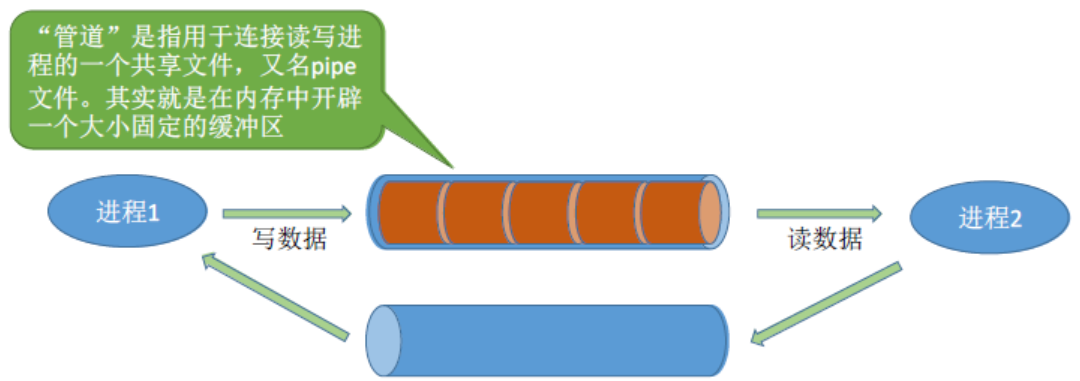 “管道”是指用于连接读写进
程的一个共享文件，又名pipe
文件。其实就是在内存中开辟
一个大小固定的缓冲区
进程1
写数据
读数据
进程2